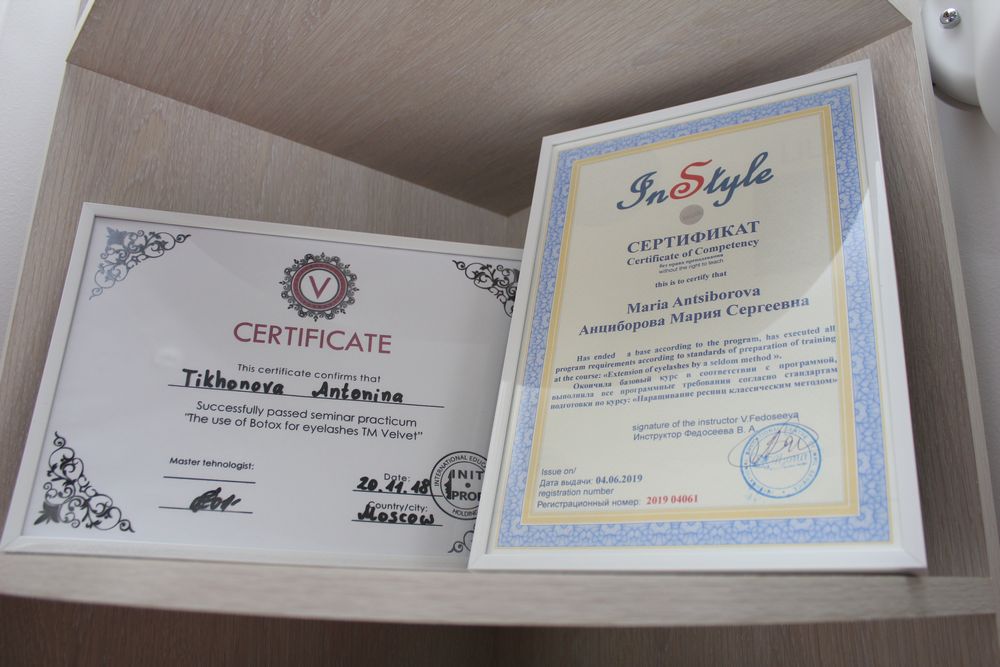 V
CERTIFICATE
This certificate confirms that
Tikhonova Antonina
Successfully passed seminar practicum
"The use of Botox for eyelashes TM Velvet"
Master tehnologist:
Date:
20.11.18
Country/city:
Moscow
INTERNATIONAL
HOLDING
InStyle
СЕРТИФИКАТ
Certificate of Competency
без права преподавания
without the right to teach
this is to certify that
Maria Antsiborova
Анциборова Мария Сергеевна
Has ended a base according to the program, has executed all
program requirements according to standards of preparation of training
at the course: «Extension of eyelashes by a seldom method ».
Окончила базовый курс в соответствии с программой,
выполнила все программные требования согласно стандартам
подготовки по курсу: «Наращивание ресниц классическим методом»
signature of the instructor V.Fedoseeva
Инструктор Федосеева В. А.
Issue on/
Дата выдачи: 04.06.2019
registration number
Регистрационный номер: 2019 04061